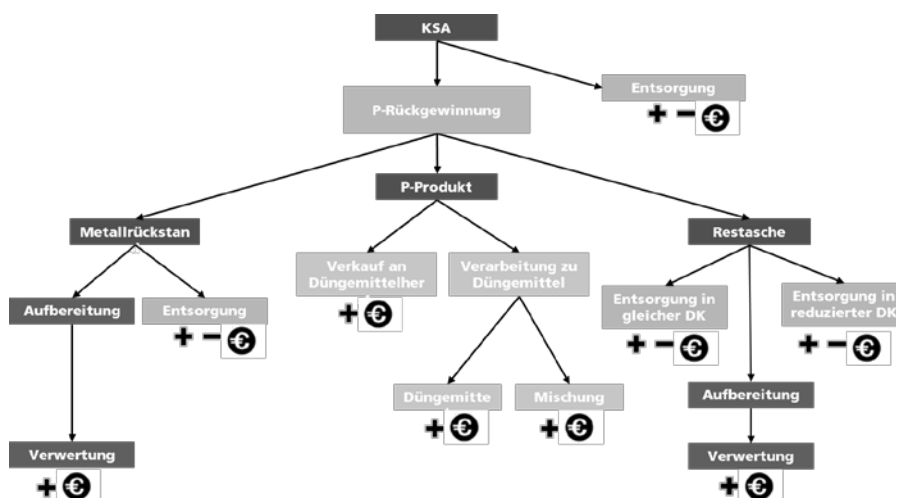 KSA
Entsorgung
+ − €
P-Rückgewinnung
P-Produkt
Metallrückstan
Restasche
Verkauf an
Düngemittelher
+ €
Verarbeitung zu
Düngemittel
Aufbereitung
Entsorgung
+ − €
Entsorgung in
gleicher DK
+ − €
Entsorgung in
reduzierter DK
+ − €
Düngemitte
+ €
Mischung
+ €
Aufbereitung
Verwertung
+ €
Verwertung
+ €